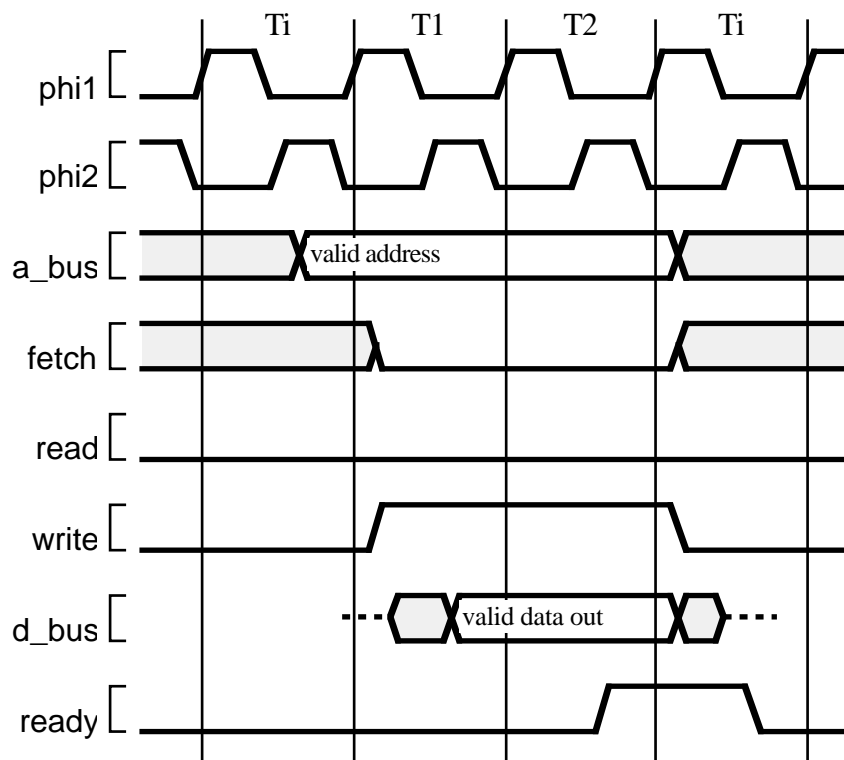 Ti T1 T2 Ti
phi1
phi2
a_bus valid address
fetch
read
write
d_bus valid data out
ready